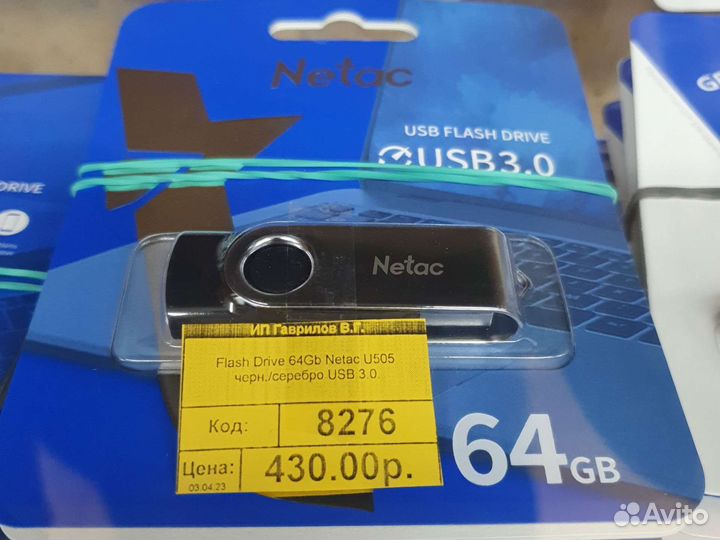 Netac
USB FLASH DRIVE
USB3.0
DRIVE
Netac
ИП Гаврилов В.Г.
Flash Drive 64Gb Netac U505
черн./серебро USB 3.0.
Код: 8276
Цена: 430.00р.
03.04.23
64GB
Avito